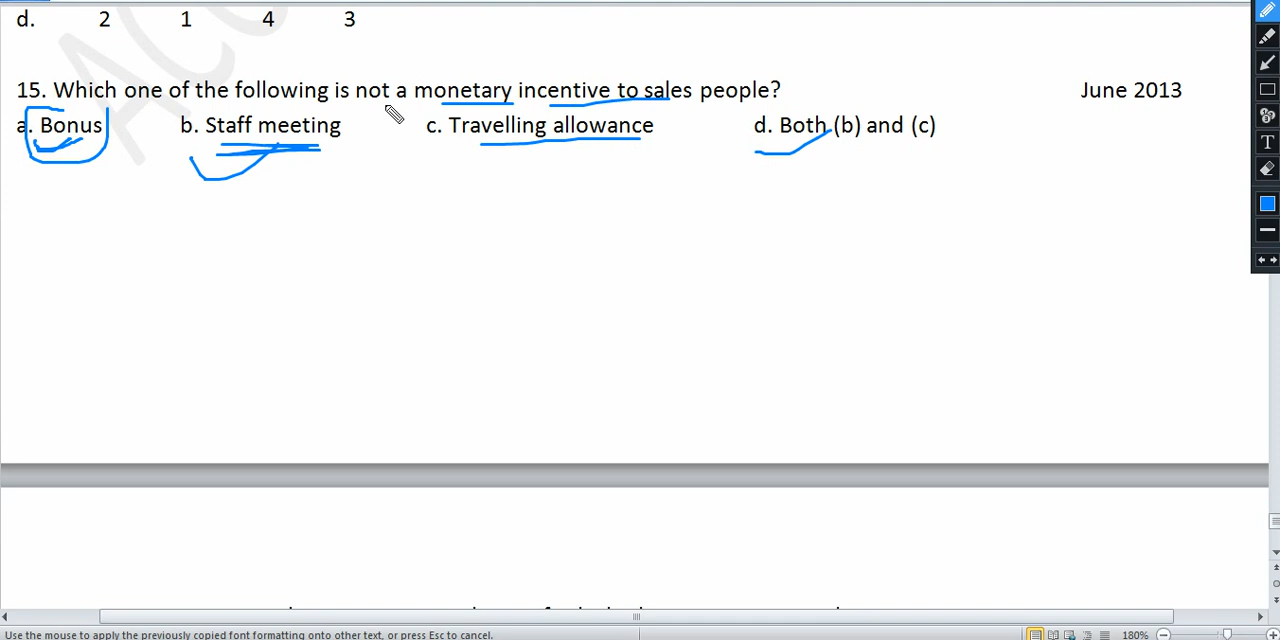 d. 2 1 4 3
15. Which one of the following is not a monetary incentive to sales people? June 2013
a. Bonus b. Staff meeting c. Travelling allowance d. Both (b) and (c)
T
Use the mouse to apply the previously copied font formatting onto other text, or press Esc to cancel. 180%